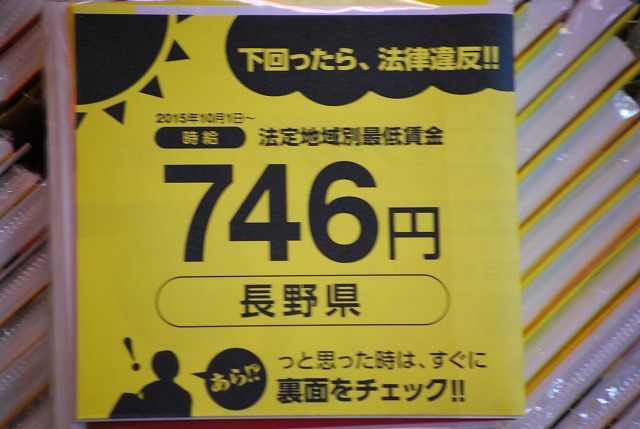 下回ったら、法律違反!!
2015年10月1日～
時給 法定地域別最低賃金
746円
長野県
!
あら!?
っと思った時は、すぐに
裏面をチェック!!